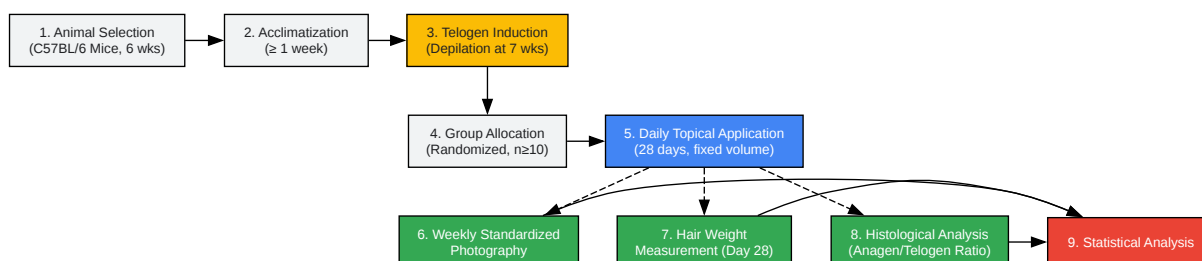 1. Animal Selection
(C57BL/6 Mice, 6 wks)
2. Acclimatization
(≥ 1 week)
3. Telogen Induction
(Depilation at 7 wks)
4. Group Allocation
(Randomized, n≥10)
5. Daily Topical Application
(28 days, fixed volume)
6. Weekly Standardized
Photography
7. Hair Weight
Measurement (Day 28)
8. Histological Analysis
(Anagen/Telogen Ratio)
9. Statistical Analysis